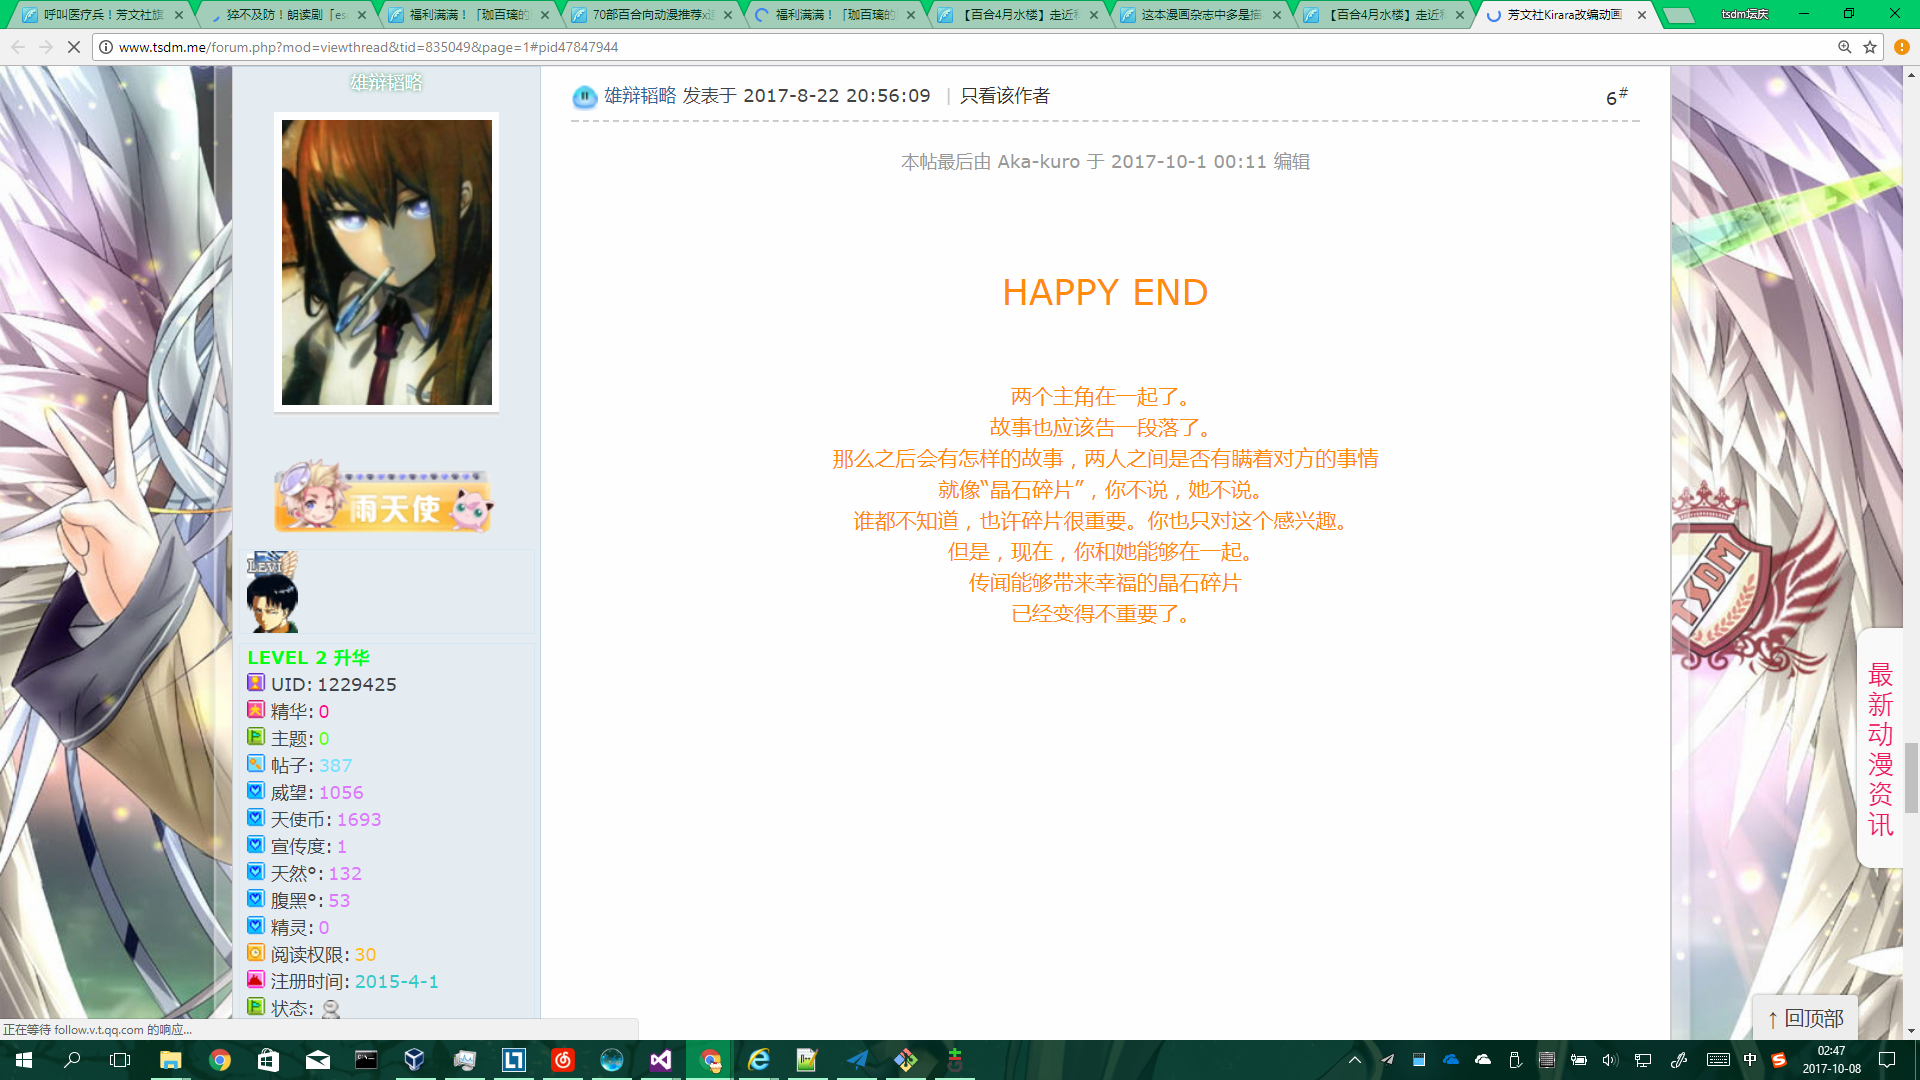 呼叫医疗兵！芳文社旗
猝不及防！朗读剧「es
福利满满！「珈百璃的
70部百合向动漫推荐x近
福利满满！「珈百璃的
【百合4月水楼】走近科
这本漫画杂志中多是描
【百合4月水楼】走近科
芳文社Kirara改编动画
tsdm坛庆
www.tsdm.me/forum.php?mod=viewthread&tid=835049&page=1#pid47847944
雄辩韬略
雄辩韬略 发表于 2017-8-22 20:56:09 | 只看该作者
6#
本帖最后由 Aka-kuro 于 2017-10-1 00:11 编辑
HAPPY END
两个主角在一起了。
故事也应该告一段落了。
那么之后会有怎样的故事，两人之间是否有瞒着对方的事情
就像“晶石碎片”，你不说，她不说。
谁都不知道，也许碎片很重要。你也只对这个感兴趣。
但是，现在，你和她能够在一起。
传闻能够带来幸福的晶石碎片
已经变得不重要了。
雨天使
LEVI
LEVEL 2 升华
UID: 1229425
精华: 0
主题: 0
帖子: 387
威望: 1056
天使币: 1693
宣传度: 1
天然°: 132
腹黑°: 53
精灵: 0
阅读权限: 30
注册时间: 2015-4-1
状态:
TSDM
最新动漫资讯
↑ 回顶部
正在等待 follow.v.t.qq.com 的响应...
中
02:47
2017-10-08